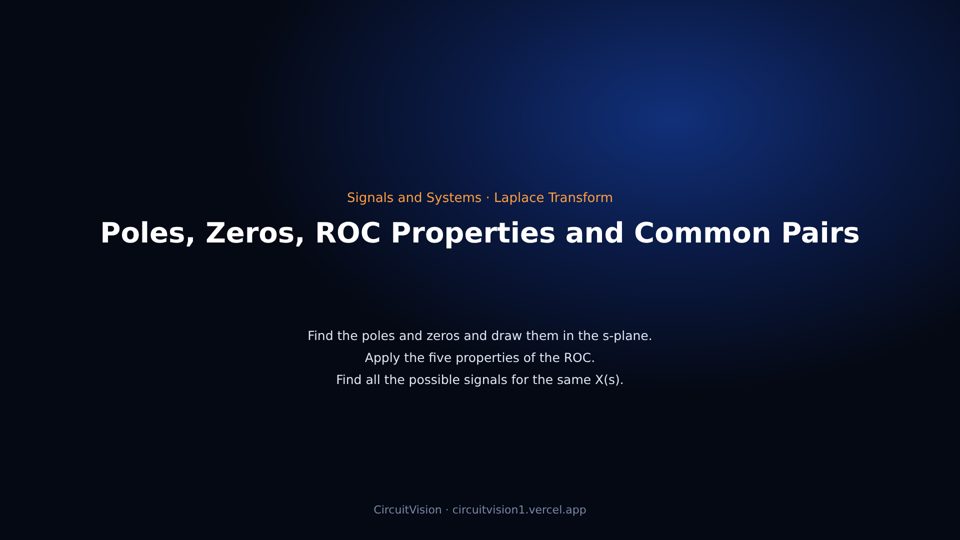 Signals and Systems · Laplace Transform
Poles, Zeros, ROC Properties and Common Pairs
Find the poles and zeros and draw them in the s-plane.
Apply the five properties of the ROC.
Find all the possible signals for the same X(s).
CircuitVision · circuitvision1.vercel.app